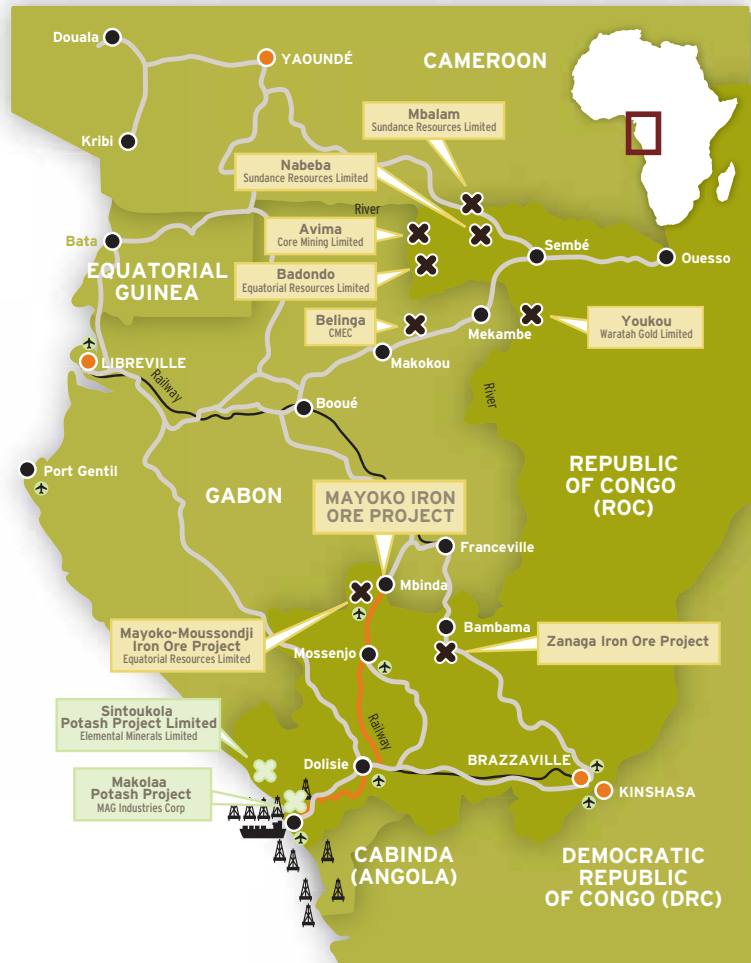 Douala
YAOUNDÉ
CAMEROON
Mbalam
Sundance Resources Limited
Kribi
Nabeba
Sundance Resources Limited
River
Avima
Core Mining Limited
Bata
Sembé
Ouesso
EQUATORIAL
GUINEA
Badondo
Equatorial Resources Limited
Belinga
CMEC
Mekambe
Youkou
Waratah Gold Limited
Makokou
LIBREVILLE
Railway
Booué
River
Port Gentil
GABON
REPUBLIC
OF CONGO
(ROC)
MAYOKO IRON
ORE PROJECT
Franceville
Mbinda
Mayoko-Moussondji
Iron Ore Project
Equatorial Resources Limited
Bambama
Zanaga Iron Ore Project
Mossenjo
Sintoukola
Potash Project Limited
Elemental Minerals Limited
Railway
Dolisie
BRAZZAVILLE
KINSHASA
Makolaa
Potash Project
MAG Industries Corp
CABINDA
(ANGOLA)
DEMOCRATIC
REPUBLIC
OF CONGO (DRC)